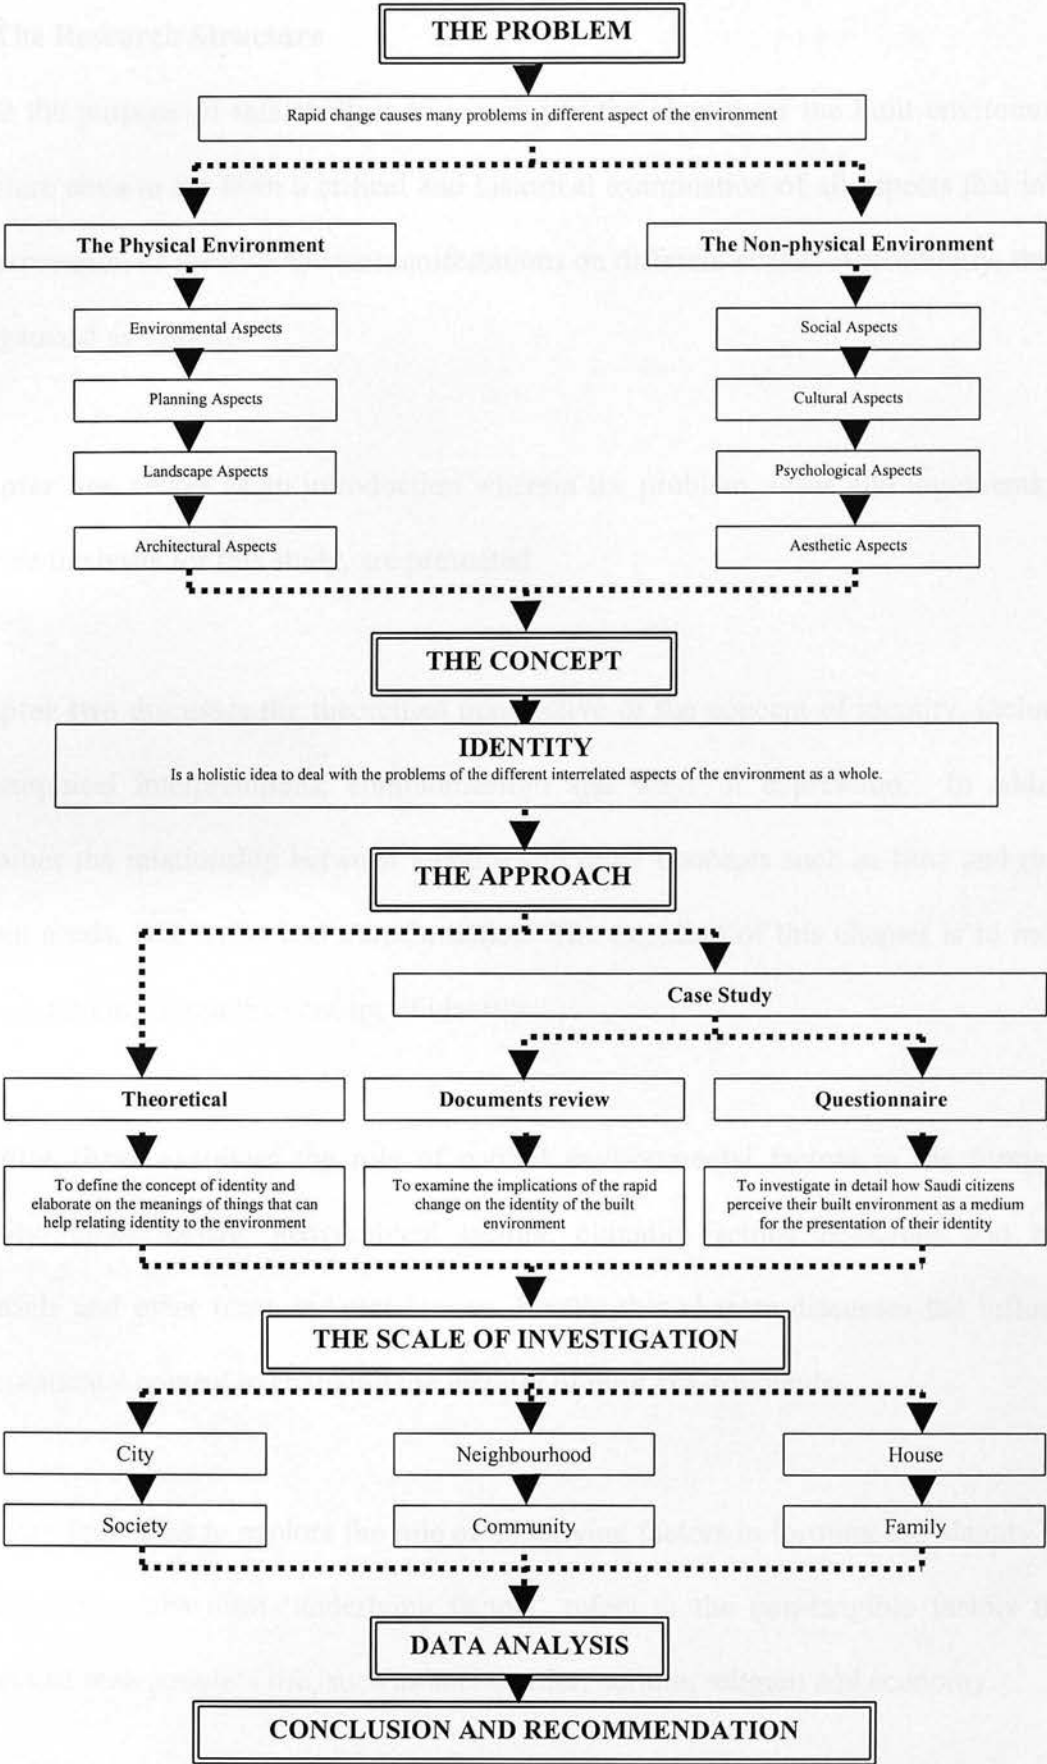 THE PROBLEM
Rapid change causes many problems in different aspect of the environment
The Physical Environment
The Non-physical Environment
Environmental Aspects
Social Aspects
Planning Aspects
Cultural Aspects
Landscape Aspects
Psychological Aspects
Architectural Aspects
Aesthetic Aspects
THE CONCEPT
IDENTITY
Is a holistic idea to deal with the problems of the different interrelated aspects of the environment as a whole.
THE APPROACH
Case Study
Theoretical
Documents review
Questionnaire
To define the concept of identity and
elaborate on the meanings of things that can
help relating identity to the environment
To examine the implications of the rapid
change on the identity of the built
environment
To investigate in detail how Saudi citizens
perceive their built environment as a medium
for the presentation of their identity
THE SCALE OF INVESTIGATION
City
Neighbourhood
House
Society
Community
Family
DATA ANALYSIS
CONCLUSION AND RECOMMENDATION